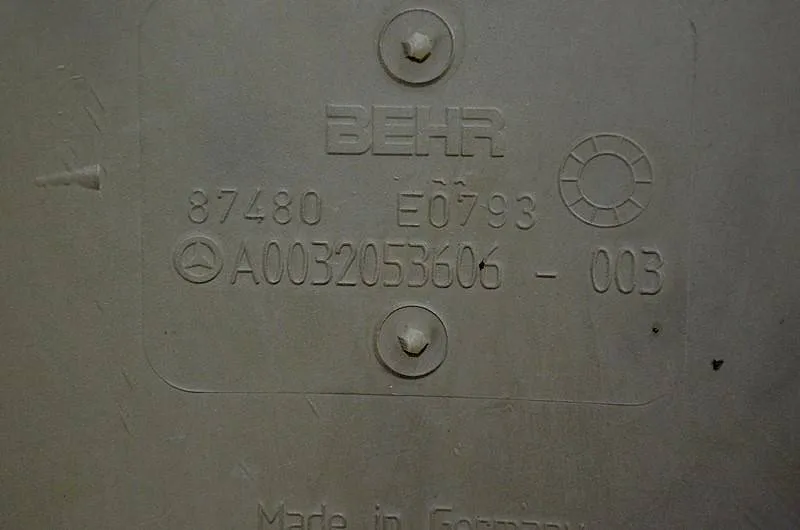 BEHR
87480 E0793
A0032053606 - 003
Made in Germany